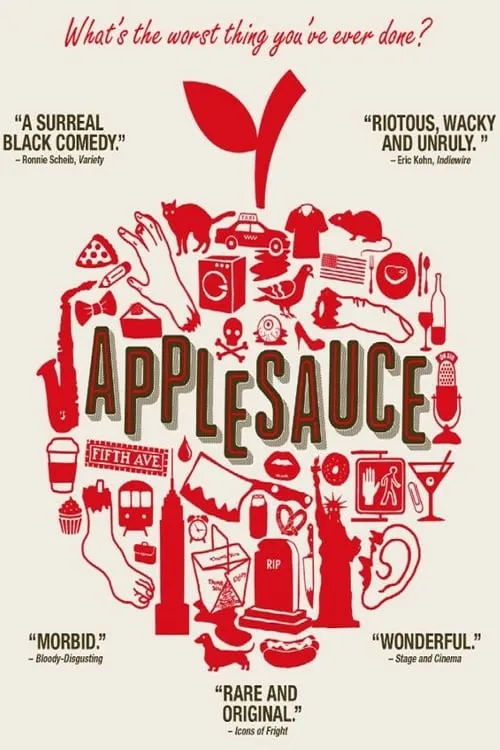 What's the worst thing you've ever done?
“A SURREAL
BLACK COMEDY.”
– Ronnie Scheib, Variety
“RIOTOUS, WACKY
AND UNRULY. ”
– Eric Kohn, Indiewire
TAXI
ON AIR
APPLESAUCE
FIFTH AVE
RIP
“MORBID.”
– Bloody-Disgusting
“WONDERFUL.”
– Stage and Cinema
“RARE AND
ORIGINAL.”
– Icons of Fright